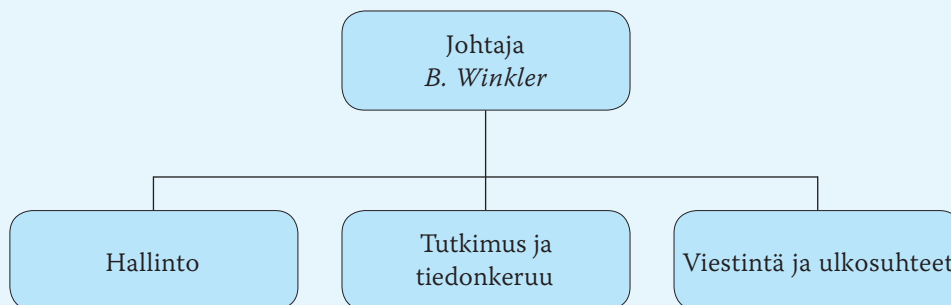 Johtaja
B. Winkler
Hallinto
Tutkimus ja
tiedonkeruu
Viestintä ja ulkosuhteet